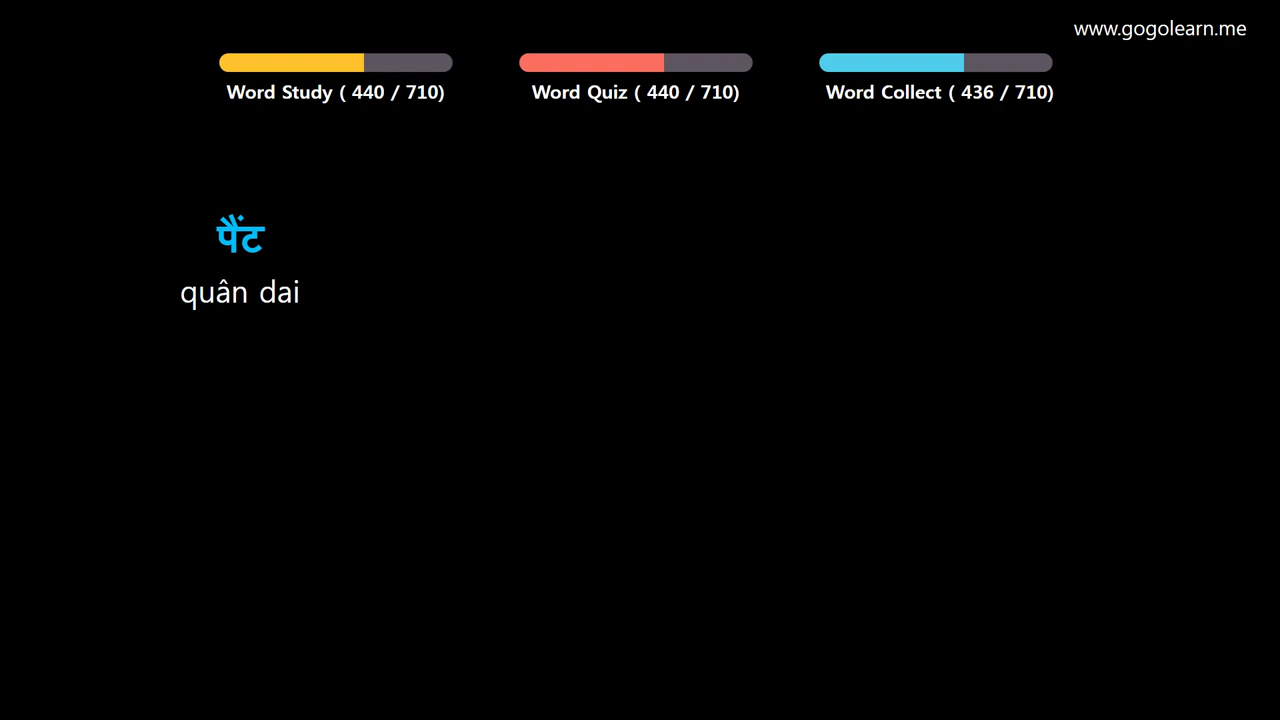 www.gogolearn.me
Word Study ( 440 / 710)
Word Quiz ( 440 / 710)
Word Collect ( 436 / 710)
पैंट
quân dai